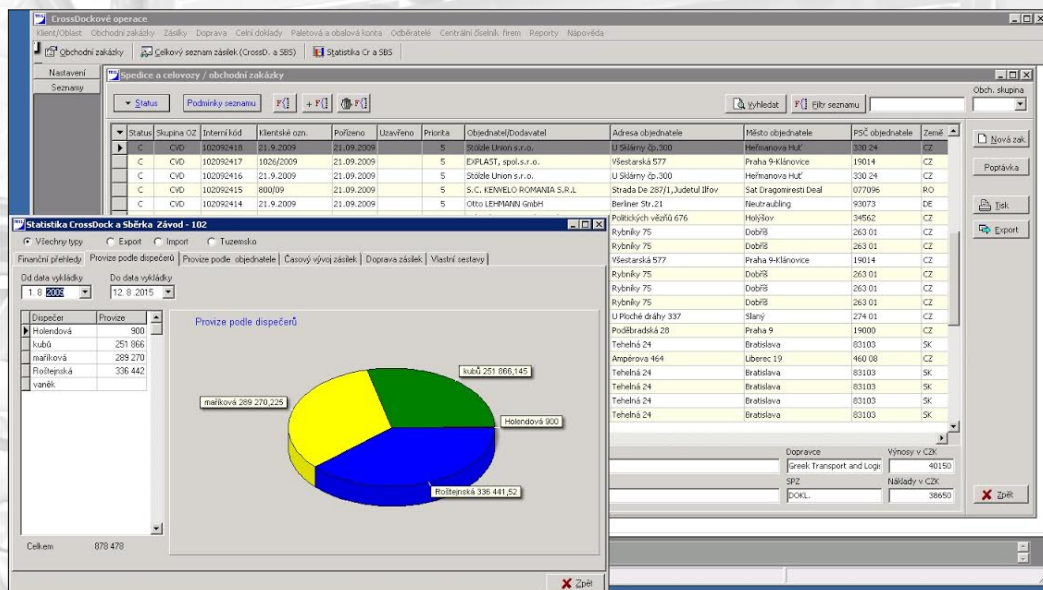 CrossDockové operace
Klient/Oblast Obchodní zakázky Zásilky Doprava Celní doklady Paletová a obalová konta Odběratelé Centrální číselník firem Reporty Nápověda
Obchodní zakázky Celkový seznam zásilek (CrossD. a SBS) Statistika Cr a SBS
Nastavení
Seznamy
Spedice a celovozy / obchodní zakázky
Obch. skupina
Status Podmínky seznamu F{} + F{} F{} Vyhledat F{} Filtr seznamu
Status Skupina OZ Interní kód Klientské ozn. Pořízeno Uzavřeno Priorita Objednatel/Dodavatel Adresa objednatele Město objednatele PSČ objednatele Země
C CVD 102092418 21.9.2009 21.09.2009 5 Stölzle Union s.r.o. U Sklárny čp.300 Heřmanova Huť 330 24 CZ
C CVD 102092417 1026/2009 21.09.2009 5 EXPLAST, spol.s.r.o. Všestarská 577 Praha 9-Klánovice 19014 CZ
C CVD 102092416 21.9.2009 21.09.2009 5 Stölzle Union s.r.o. U Sklárny čp.300 Heřmanova Huť 330 24 CZ
C CVD 102092415 800/09 21.09.2009 5 S.C. KENVELO ROMANIA S.R.L Strada De 287/1,Judetul Ilfov Sat Dragomiresti Deal 077096 RO
C CVD 102092414 21.9.2009 21.09.2009 5 Otto LEHMANN GmbH Berliner Str.21 Neutraubling 93073 DE
Politických vězňů 676 Holýšov 34562 CZ
Rybníky 75 Dobříš 263 01 CZ
Rybníky 75 Dobříš 263 01 CZ
Všestarská 577 Praha 9-Klánovice 19014 CZ
Rybníky 75 Dobříš 263 01 CZ
Rybníky 75 Dobříš 263 01 CZ
Rybníky 75 Dobříš 263 01 CZ
U Ploché dráhy 337 Slaný 274 01 CZ
Poděbradská 28 Praha 9 19000 CZ
Tehelná 24 Bratislava 83103 SK
Ampérova 464 Liberec 19 460 08 CZ
Tehelná 24 Bratislava 83103 SK
Tehelná 24 Bratislava 83103 SK
Tehelná 24 Bratislava 83103 SK
Tehelná 24 Bratislava 83103 SK
Nová zak.
Poptávka
Tisk
Export
Dopravce Výnosy v CZK
Greek Transport and Logis 40150
SPZ Náklady v CZK
DOKL. 38650
Zpět
Statistika CrossDock a Sběrka Závod - 102
Všechny typy Export Import Tuzemsko
Finanční přehledy Provize podle dispečerů Provize podle objednatele Časový vývoj zásilek Doprava zásilek Vlastní sestavy
Od data vykládky Do data vykládky
1. 8. 2009 12. 8. 2015
Dispečer Provize
Holendová 900
kubů 251 866
maříková 289 270
Roštejnská 336 442
vaněk
Celkem 878 478
Provize podle dispečerů
kubů 251 866,145
maříková 289 270,225
Holendová 900
Roštejnská 336 441,52
Zpět